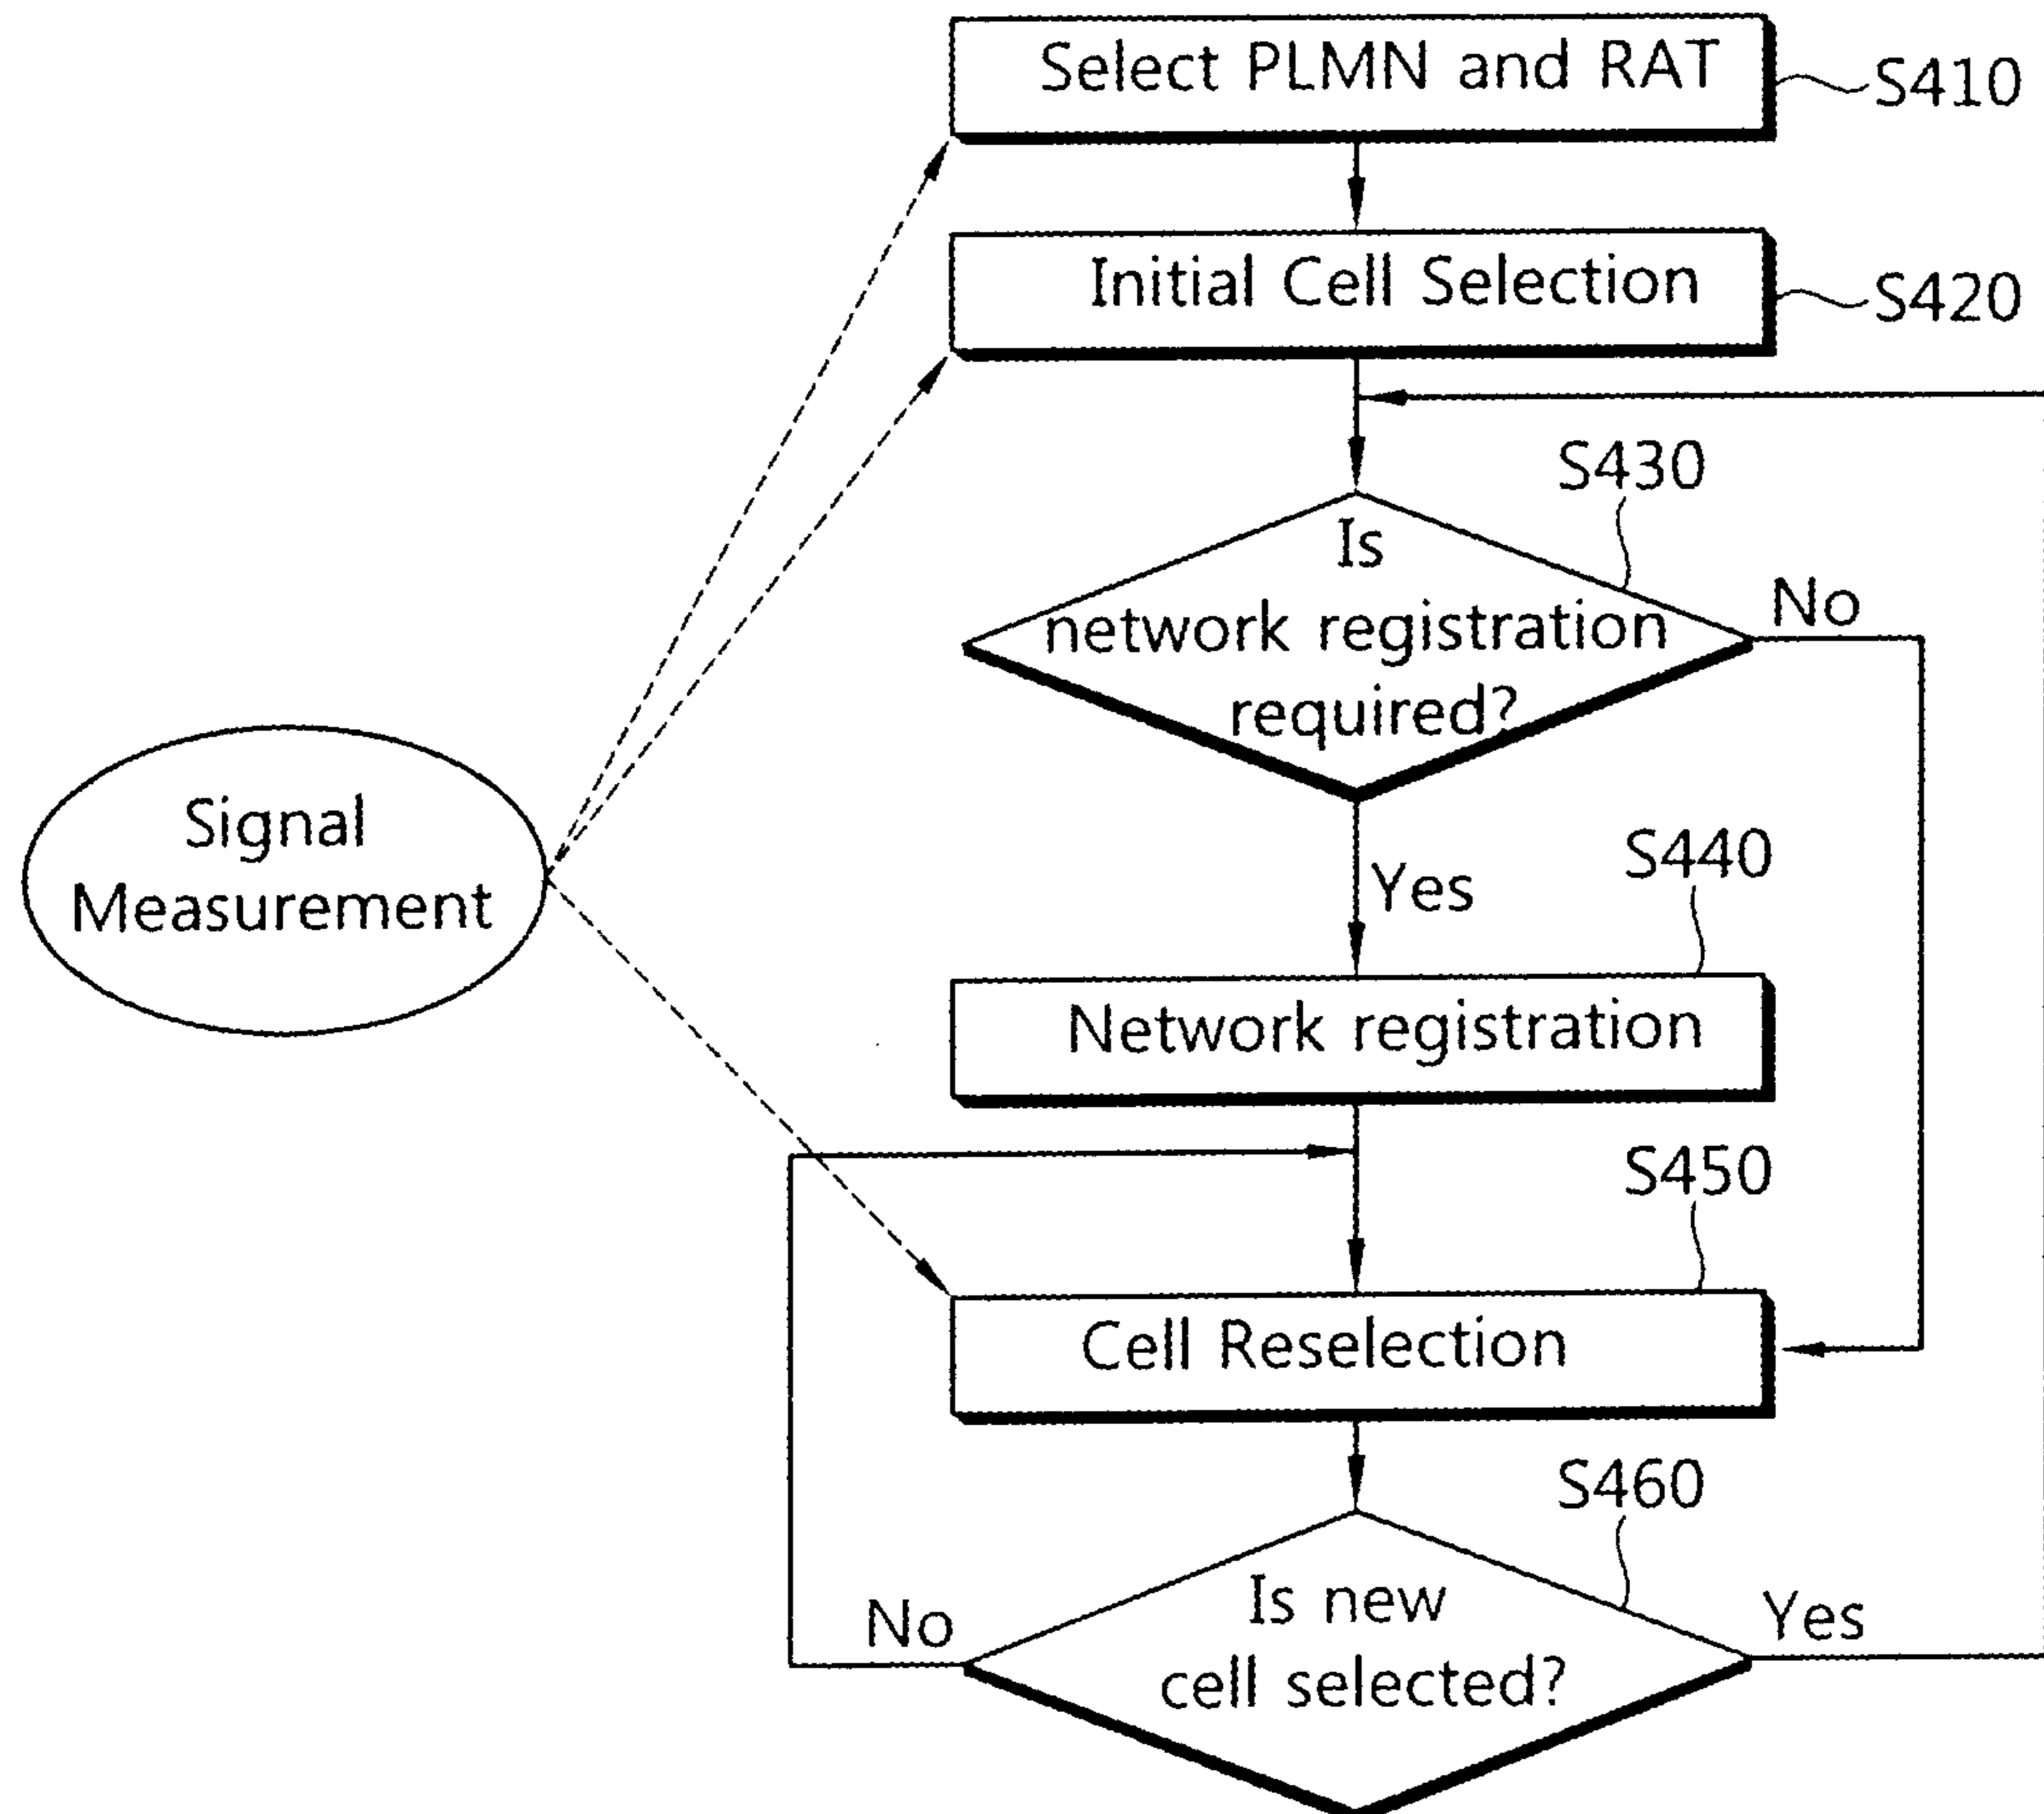 Select PLMN and RAT
S410
Initial Cell Selection
S420
S430
Is
network registration
required?
No
Signal
Measurement
Yes
S440
Network registration
S450
Cell Reselection
S460
Is new
cell selected?
No
Yes